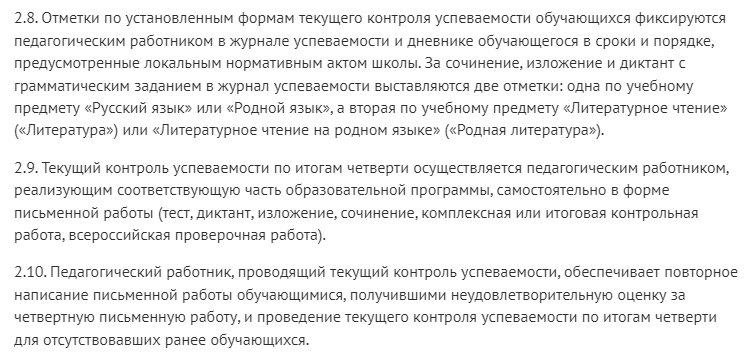 2.8. Отметки по установленным формам текущего контроля успеваемости обучающихся фиксируются
педагогическим работником в журнале успеваемости и дневнике обучающегося в сроки и порядке,
предусмотренные локальным нормативным актом школы. За сочинение, изложение и диктант с
грамматическим заданием в журнал успеваемости выставляются две отметки: одна по учебному
предмету «Русский язык» или «Родной язык», а вторая по учебному предмету «Литературное чтение»
(«Литература») или «Литературное чтение на родном языке» («Родная литература»).
2.9. Текущий контроль успеваемости по итогам четверти осуществляется педагогическим работником,
реализующим соответствующую часть образовательной программы, самостоятельно в форме
письменной работы (тест, диктант, изложение, сочинение, комплексная или итоговая контрольная
работа, всероссийская проверочная работа).
2.10. Педагогический работник, проводящий текущий контроль успеваемости, обеспечивает повторное
написание письменной работы обучающимися, получившими неудовлетворительную оценку за
четвертную письменную работу, и проведение текущего контроля успеваемости по итогам четверти
для отсутствовавших ранее обучающихся.